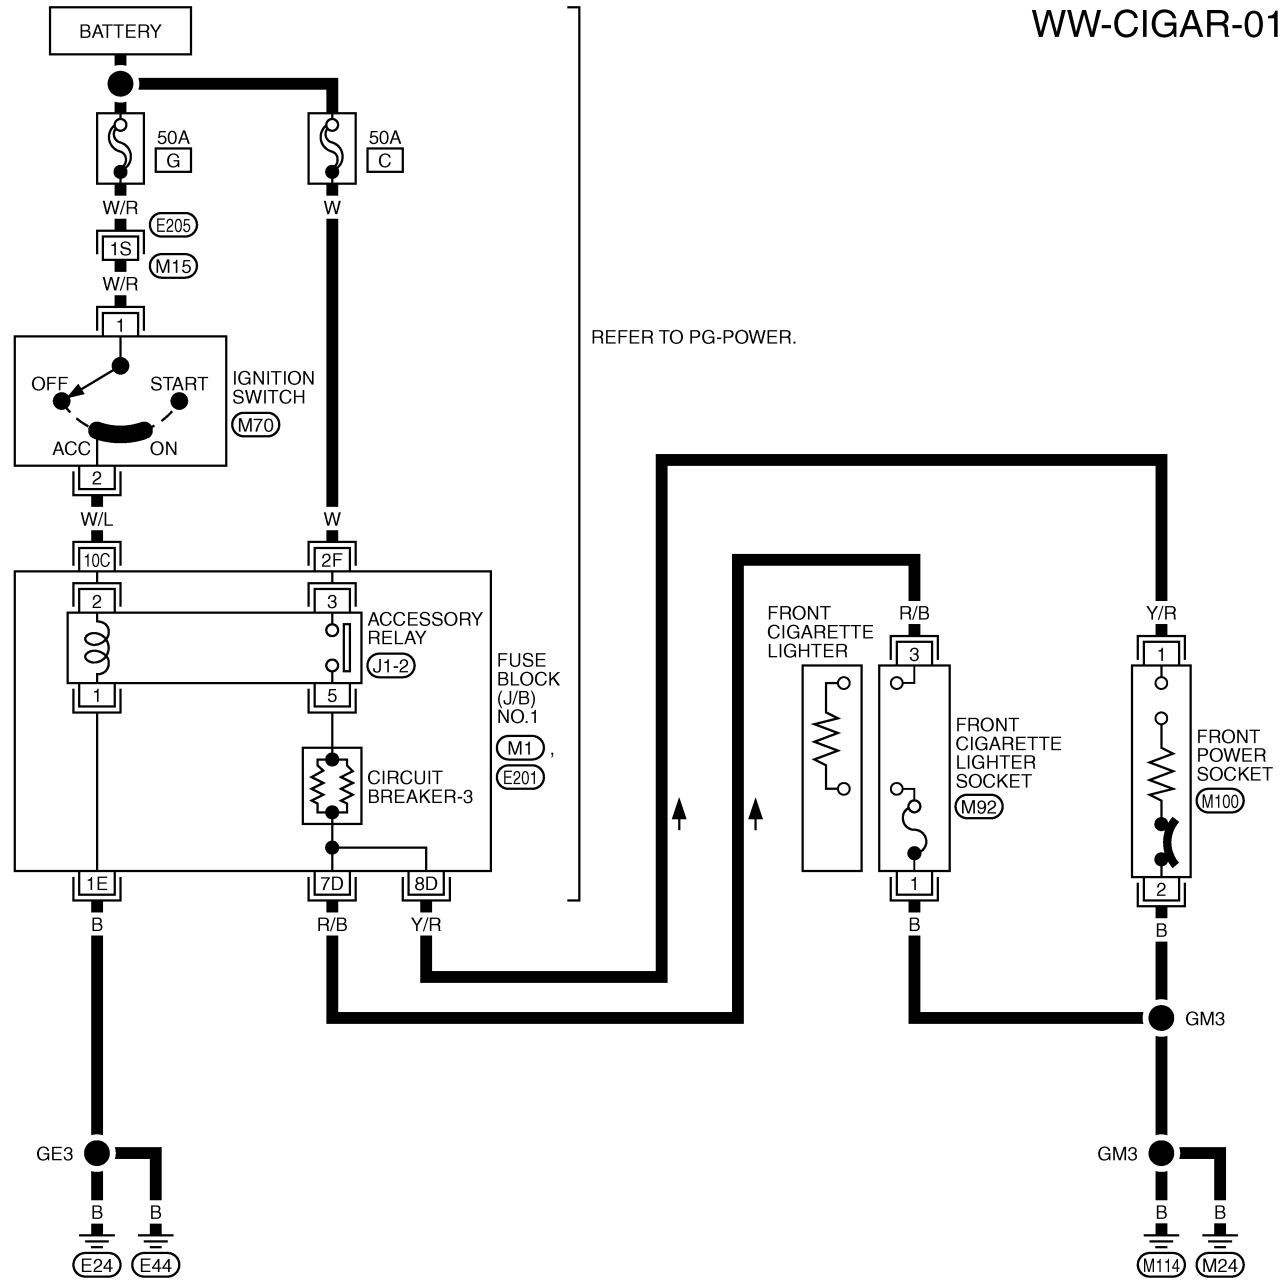 WW-CIGAR-01
BATTERY
50A
G
50A
C
W/R
W
E205
1S
M15
W/R
1
REFER TO PG-POWER.
OFF
START
IGNITION
SWITCH
M70
ACC
ON
2
W/L
W
10C
2F
2
3
ACCESSORY
RELAY
J1-2
1
5
FUSE
BLOCK
(J/B)
NO.1
M1 ,
E201
CIRCUIT
BREAKER-3
1E
7D
8D
B
R/B
Y/R
FRONT
CIGARETTE
LIGHTER
R/B
3
FRONT
CIGARETTE
LIGHTER
SOCKET
M92
1
B
Y/R
1
FRONT
POWER
SOCKET
M100
2
B
GM3
GE3
B
B
E24
E44
GM3
B
B
M114
M24